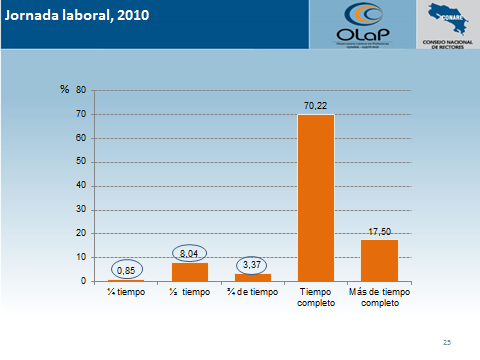 Jornada laboral, 2010
OLaP
CONARE
CONSEJO NACIONAL
DE RECTORES
%
80
70
60
50
40
30
20
10
0
0,85
8,04
3,37
70,22
17,50
¼ tiempo
½ tiempo
¾ de tiempo
Tiempo
completo
Más de tiempo
completo
25